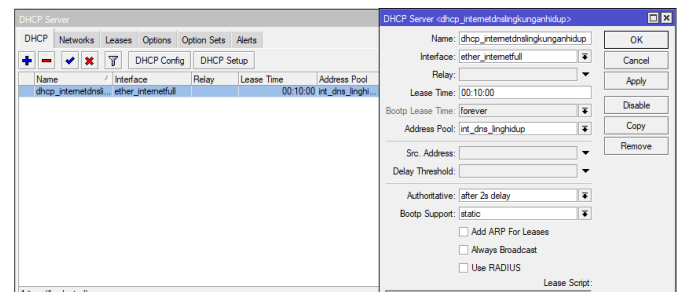 DHCP Server
DHCP Networks Leases Options Option Sets Alerts
DHCP Config DHCP Setup
Name / Interface Relay Lease Time Address Pool
dhcp_internetdnsli... ether_internetfull 00:10:00 int_dns_linghi...
DHCP Server <dhcp_internetdnslingkunganhidup>
Name: dhcp_internetdnslingkunganhidup
Interface: ether_internetfull
Relay:
Lease Time: 00:10:00
Bootp Lease Time: forever
Address Pool: int_dns_linghidup
Src. Address:
Delay Threshold:
Authoritative: after 2s delay
Bootp Support: static
Add ARP For Leases
Always Broadcast
Use RADIUS
Lease Script:
OK
Cancel
Apply
Disable
Copy
Remove